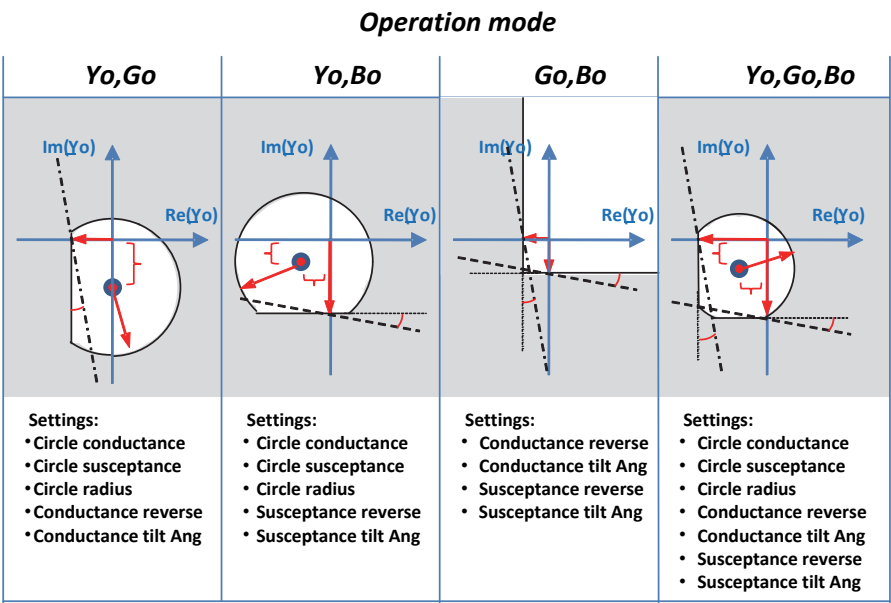 Operation mode
Yo,Go
Yo,Bo
Go,Bo
Yo,Go,Bo
Im(Yo)
Re(Yo)
Im(Yo)
Re(Yo)
Im(Yo)
Re(Yo)
Im(Yo)
Re(Yo)
Settings:
•Circle conductance
•Circle susceptance
•Circle radius
•Conductance reverse
•Conductance tilt Ang
Settings:
• Circle conductance
• Circle susceptance
• Circle radius
• Susceptance reverse
• Susceptance tilt Ang
Settings:
• Conductance reverse
• Conductance tilt Ang
• Susceptance reverse
• Susceptance tilt Ang
Settings:
• Circle conductance
• Circle susceptance
• Circle radius
• Conductance reverse
• Conductance tilt Ang
• Susceptance reverse
• Susceptance tilt Ang